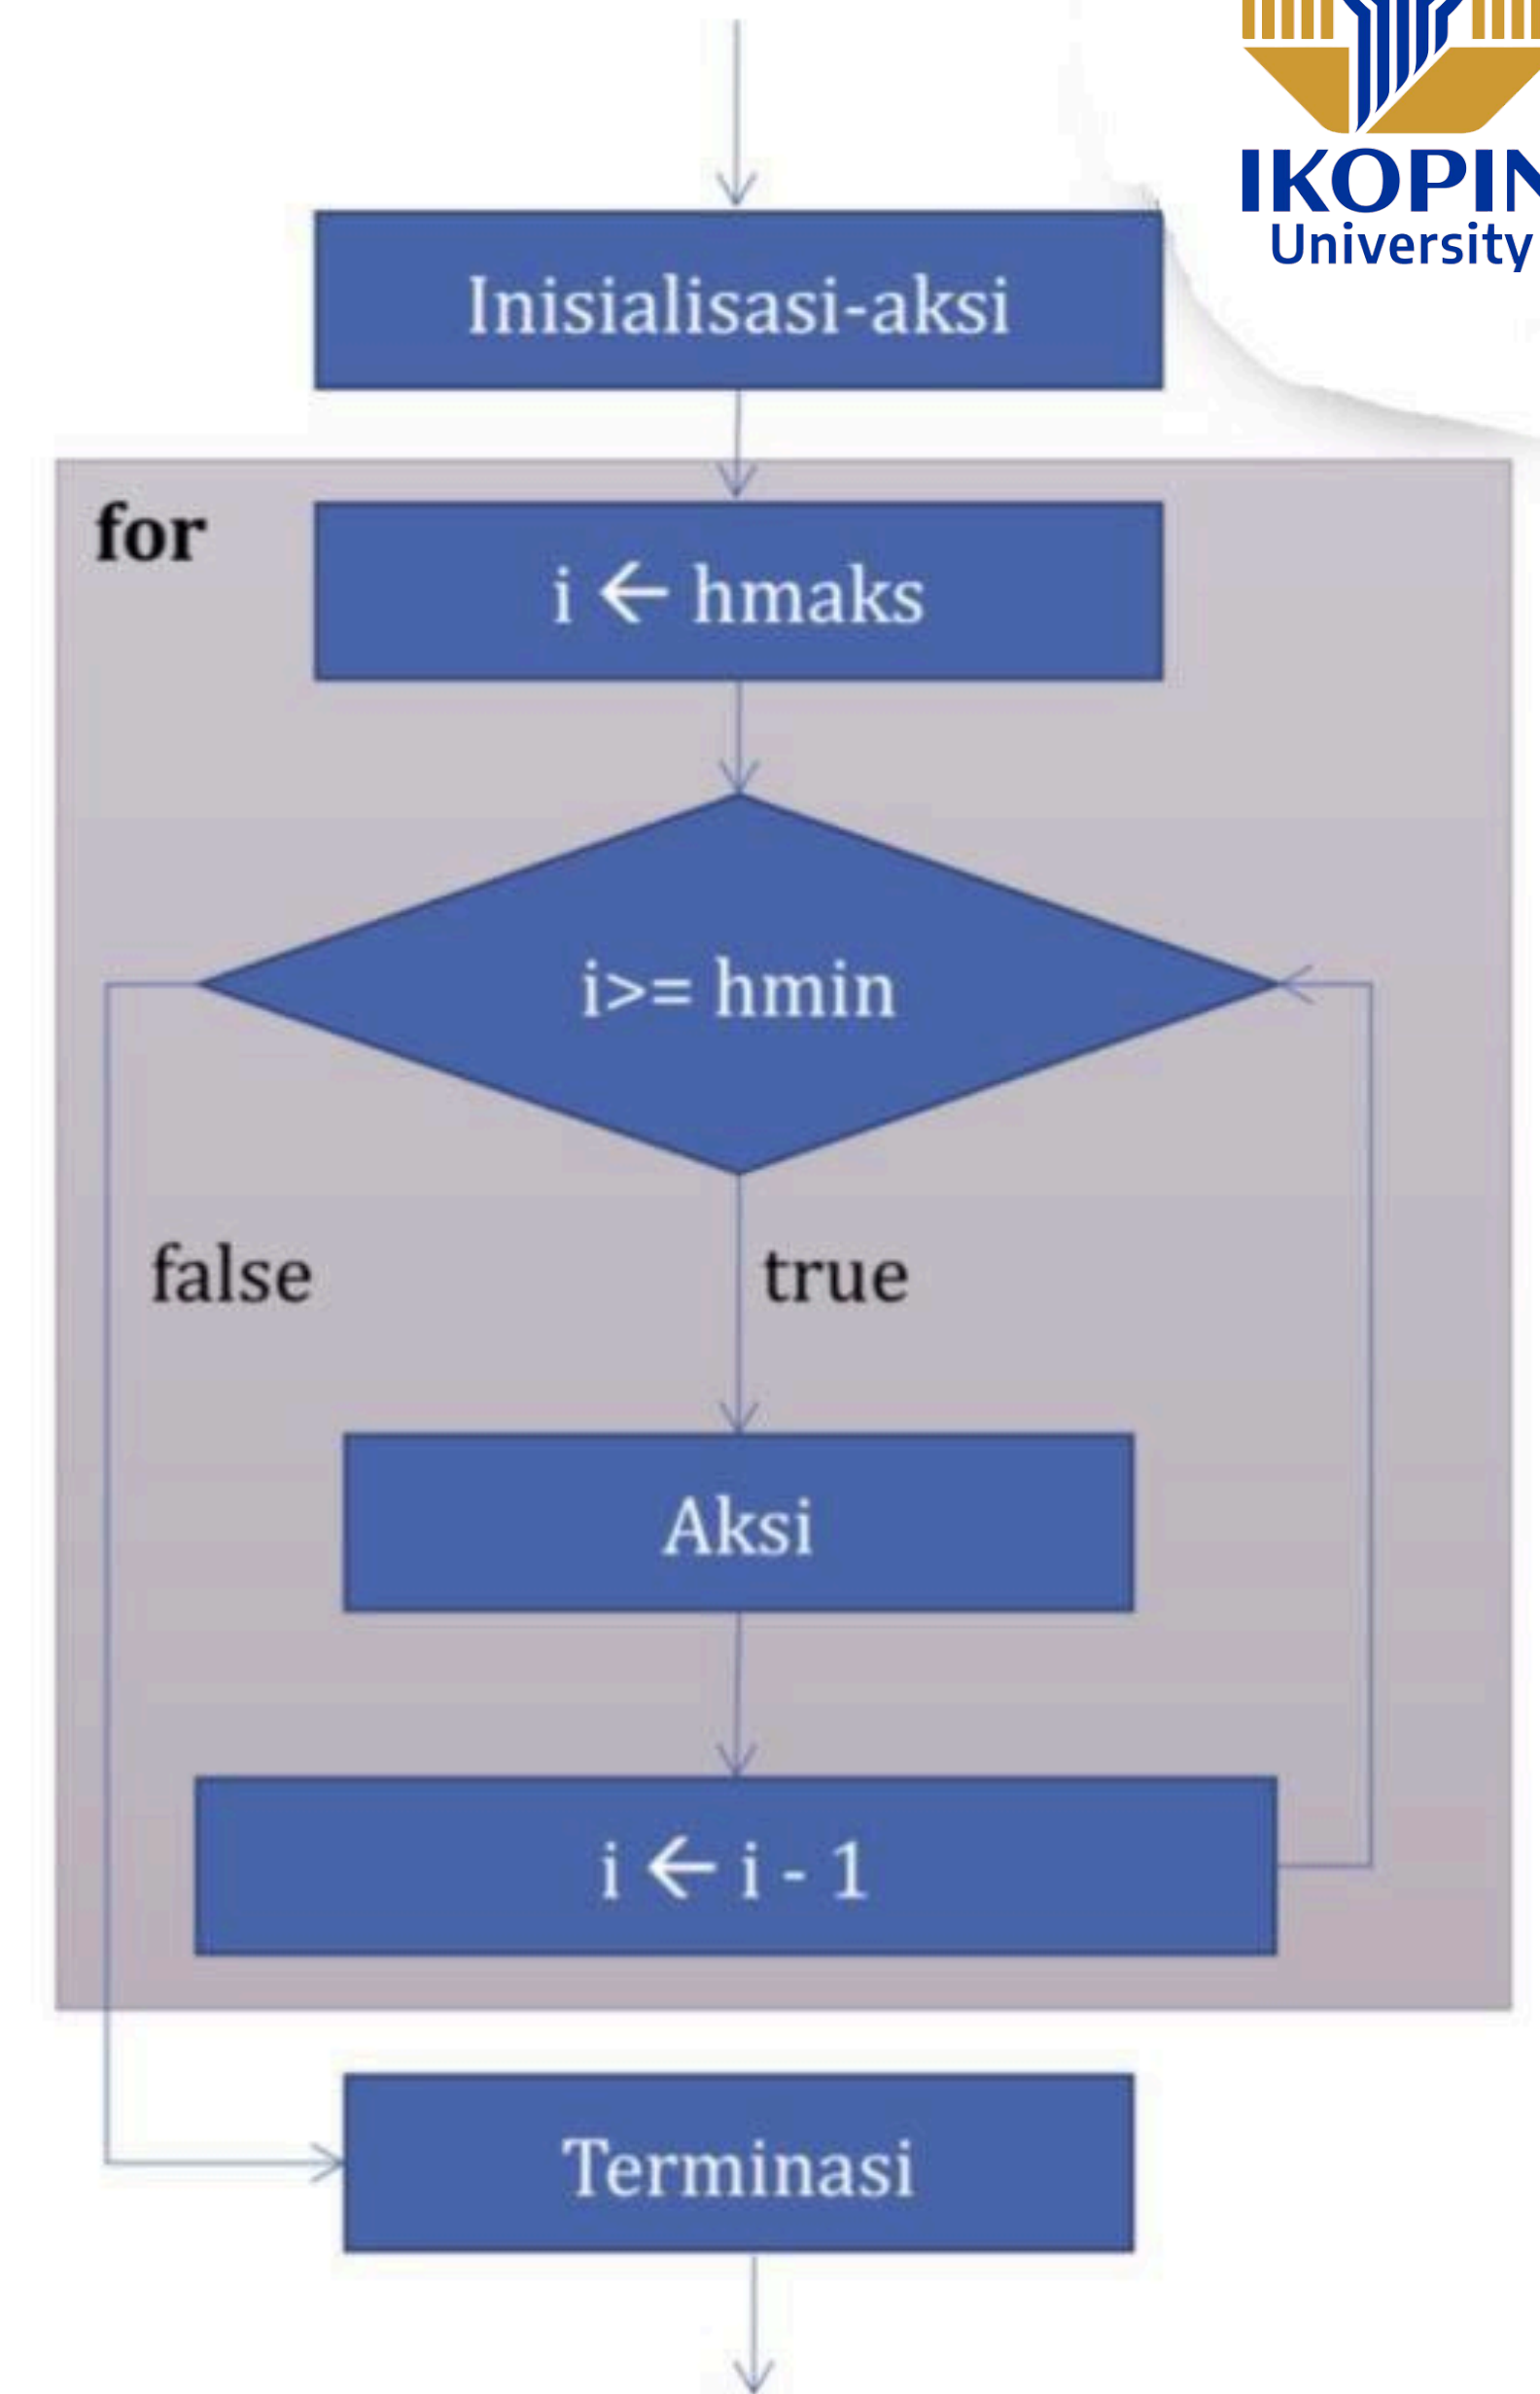 IKOPIN
University
Inisialisasi-aksi
for
i ← hmaks
i>= hmin
false
true
Aksi
i ← i - 1
Terminasi